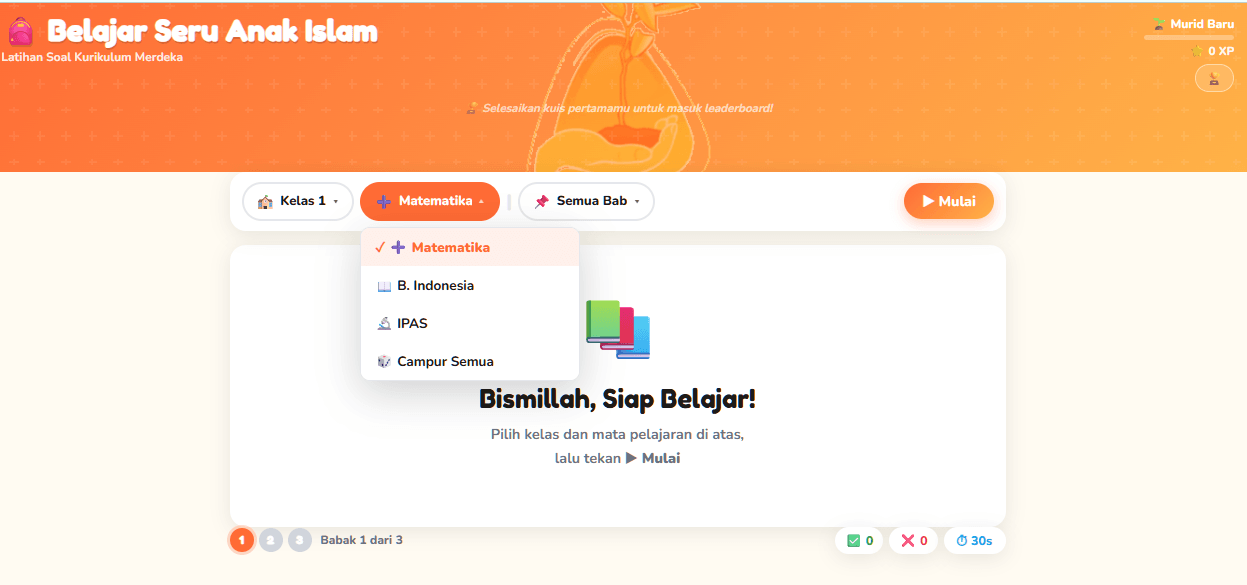 Belajar Seru Anak Islam
Latihan Soal Kurikulum Merdeka
Murid Baru
0 XP
Selesaikan kuis pertamamu untuk masuk leaderboard!
Kelas 1
Matematika
Semua Bab
▶ Mulai
✓ Matematika
B. Indonesia
IPAS
Campur Semua
Bismillah, Siap Belajar!
Pilih kelas dan mata pelajaran di atas,
lalu tekan ▶ Mulai
1 2 3 Babak 1 dari 3
0
0
30s